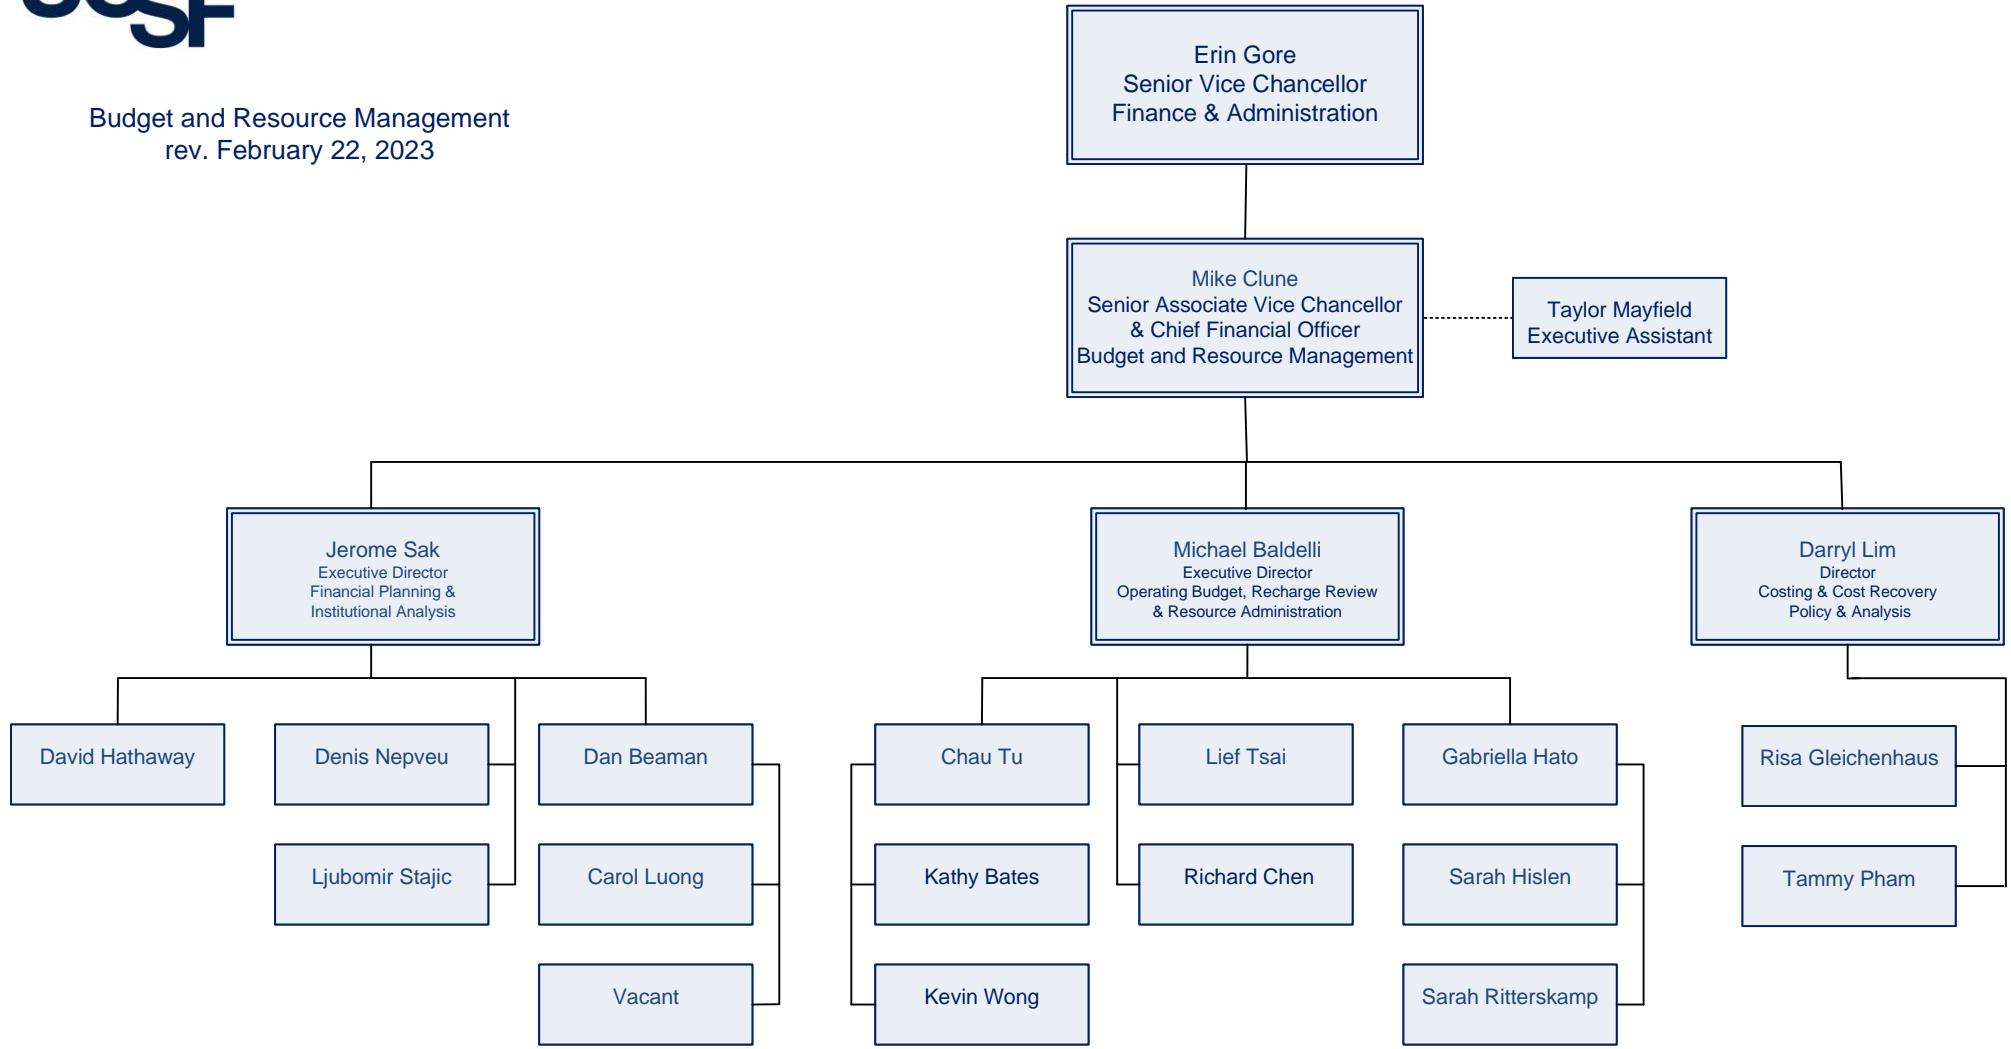 UCSF
Budget and Resource Management
rev. February 22, 2023
Erin Gore
Senior Vice Chancellor
Finance & Administration
Mike Clune
Senior Associate Vice Chancellor
& Chief Financial Officer
Budget and Resource Management
Taylor Mayfield
Executive Assistant
Jerome Sak
Executive Director
Financial Planning &
Institutional Analysis
Michael Baldelli
Executive Director
Operating Budget, Recharge Review
& Resource Administration
Darryl Lim
Director
Costing & Cost Recovery
Policy & Analysis
David Hathaway
Denis Nepveu
Dan Beaman
Chau Tu
Lief Tsai
Gabriella Hato
Risa Gleichenhaus
Ljubomir Stajic
Carol Luong
Kathy Bates
Richard Chen
Sarah Hislen
Tammy Pham
Vacant
Kevin Wong
Sarah Ritterskamp